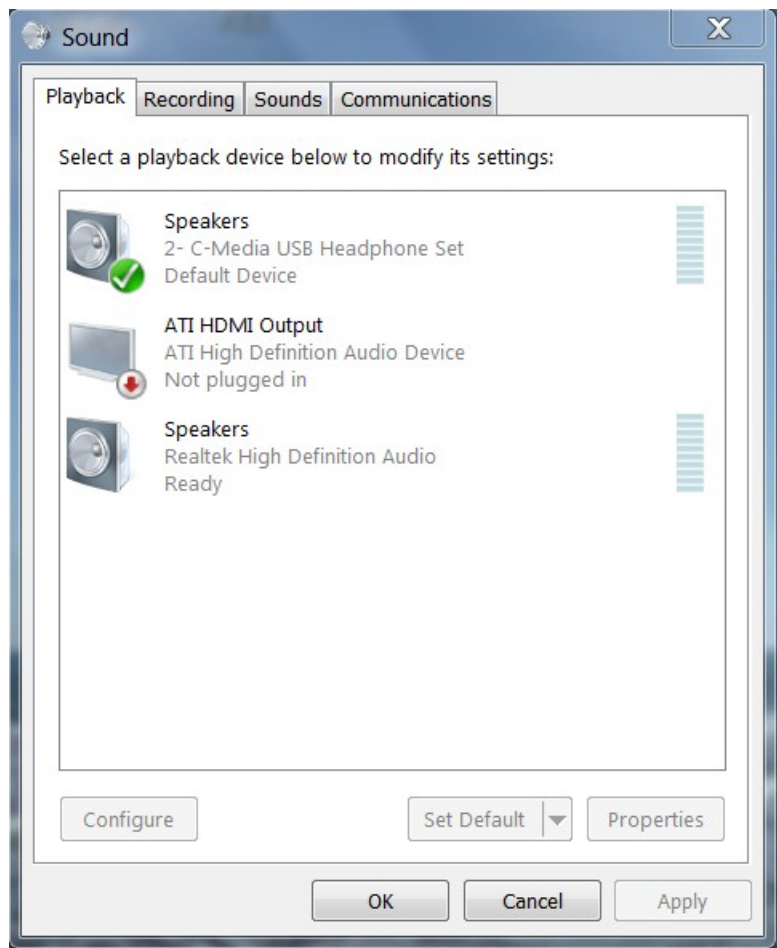 Sound
Playback Recording Sounds Communications
Select a playback device below to modify its settings:
Speakers
2- C-Media USB Headphone Set
Default Device
ATI HDMI Output
ATI High Definition Audio Device
Not plugged in
Speakers
Realtek High Definition Audio
Ready
Configure Set Default Properties
OK Cancel Apply